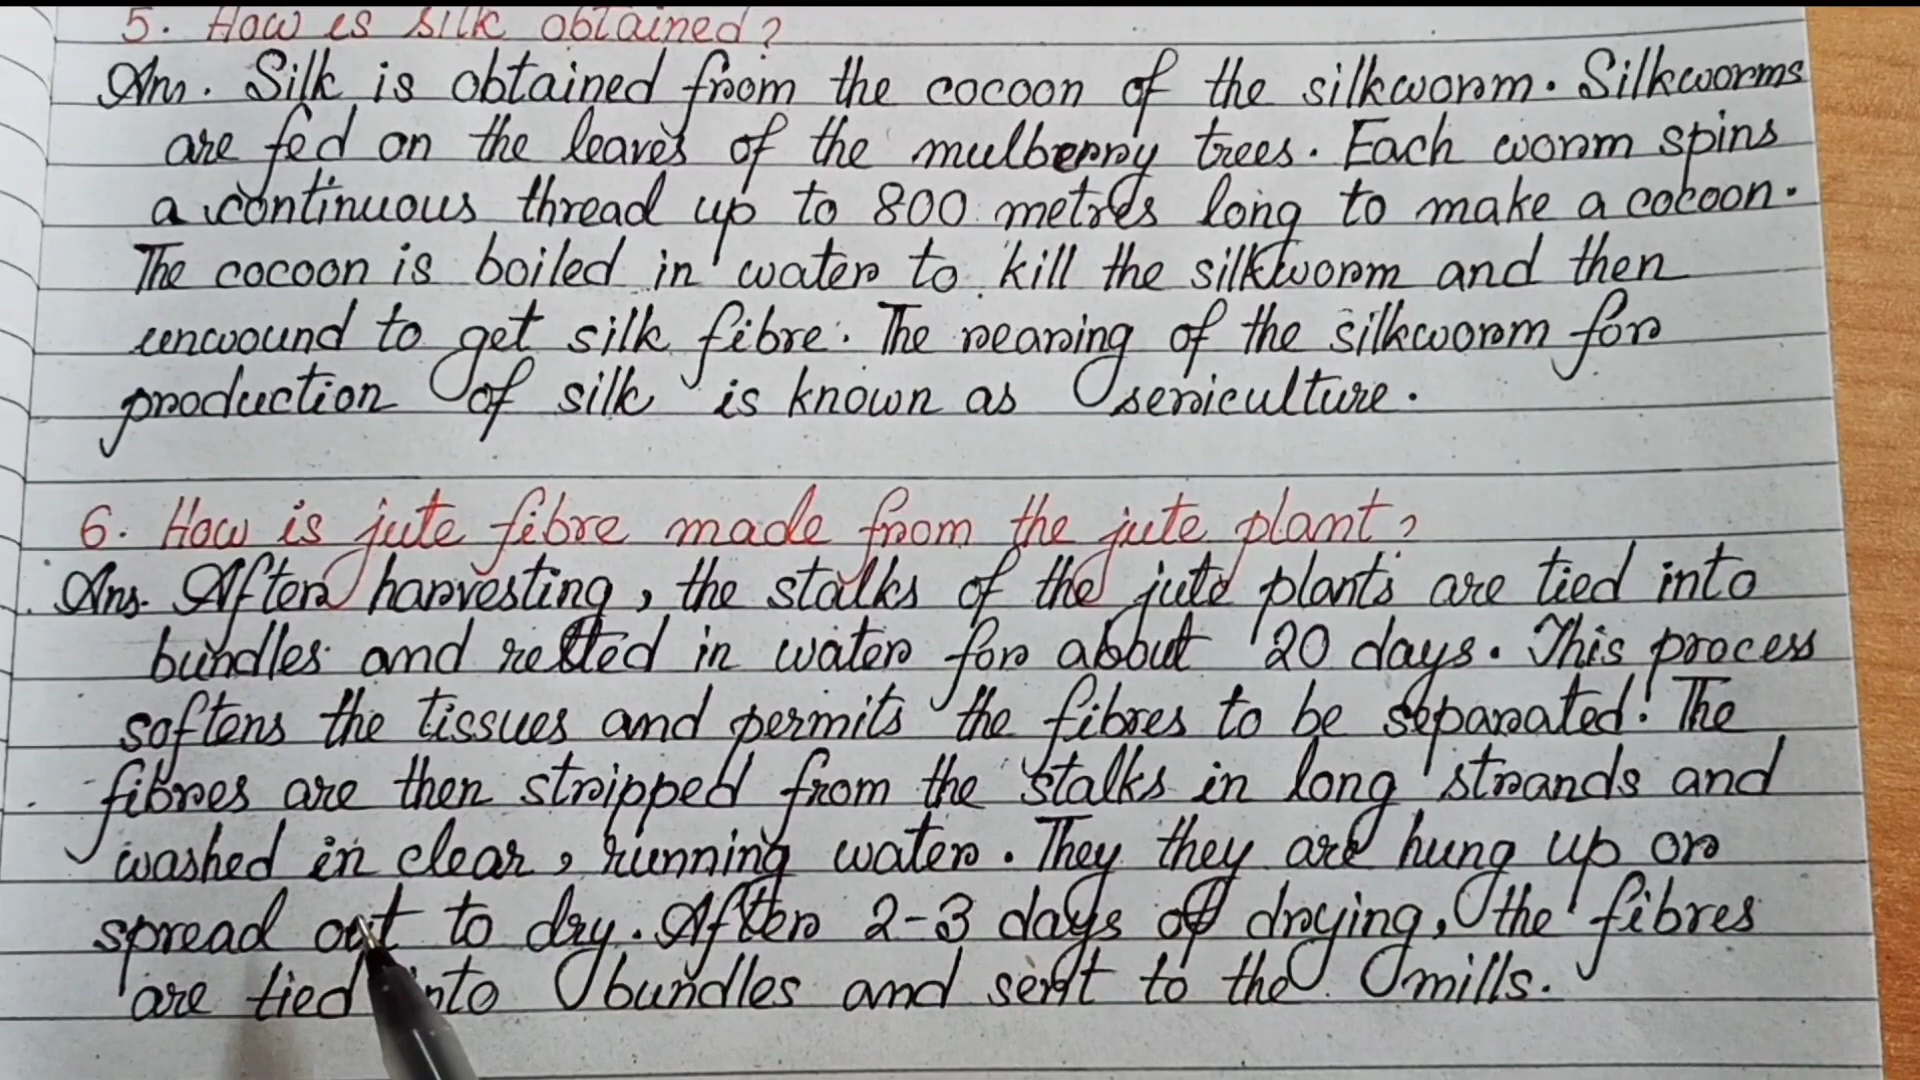 5. How is silk obtained?
Ans. Silk is obtained from the cocoon of the silkworm. Silkworms
are fed on the leaves of the mulberry trees. Each worm spins
a continuous thread up to 800 metres long to make a cocoon.
The cocoon is boiled in water to kill the silkworm and then
unwound to get silk fibre. The rearing of the silkworm for
production of silk is known as sericulture.
6. How is jute fibre made from the jute plant?
Ans. After harvesting, the stalks of the jute plants are tied into
bundles and retted in water for about 20 days. This process
softens the tissues and permits the fibres to be separated. The
fibres are then stripped from the stalks in long strands and
washed in clear, running water. They they are hung up or
spread out to dry. After 2-3 days of drying, the fibres
are tied into bundles and sent to the mills.